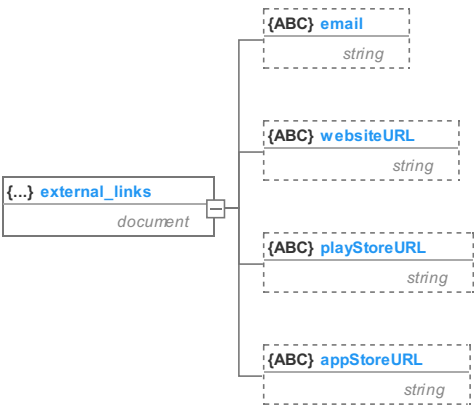 {ABC} email
string
{ABC} websiteURL
string
{...} external_links
document
{ABC} playStoreURL
string
{ABC} appStoreURL
string